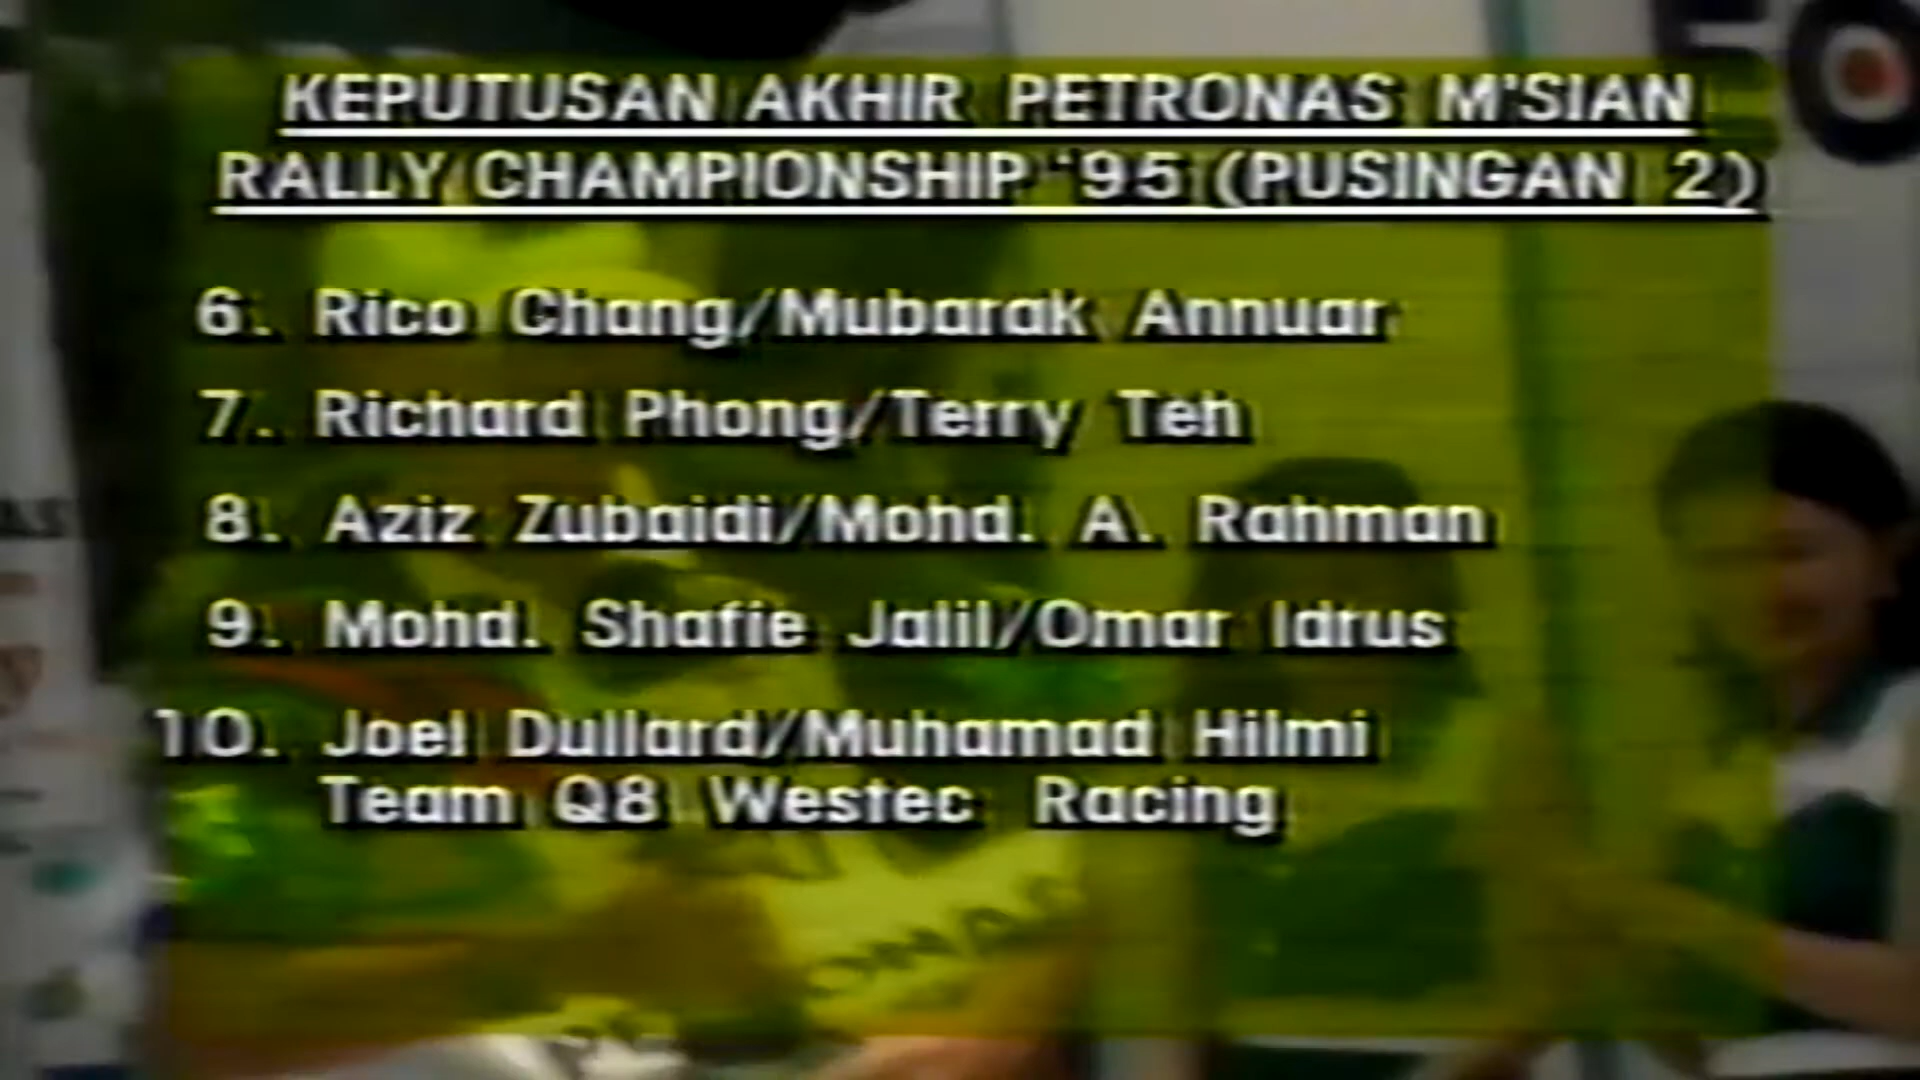 KEPUTUSAN AKHIR PETRONAS M'SIAN
RALLY CHAMPIONSHIP '95 (PUSINGAN 2)
6. Rico Chang/Mubarak Annuar
7. Richard Phong/Terry Teh
8. Aziz Zubaidi/Mohd. A. Rahman
9. Mohd. Shafie Jalil/Omar Idrus
10. Joel Dullard/Muhamad Hilmi
Team Q8 Westec Racing